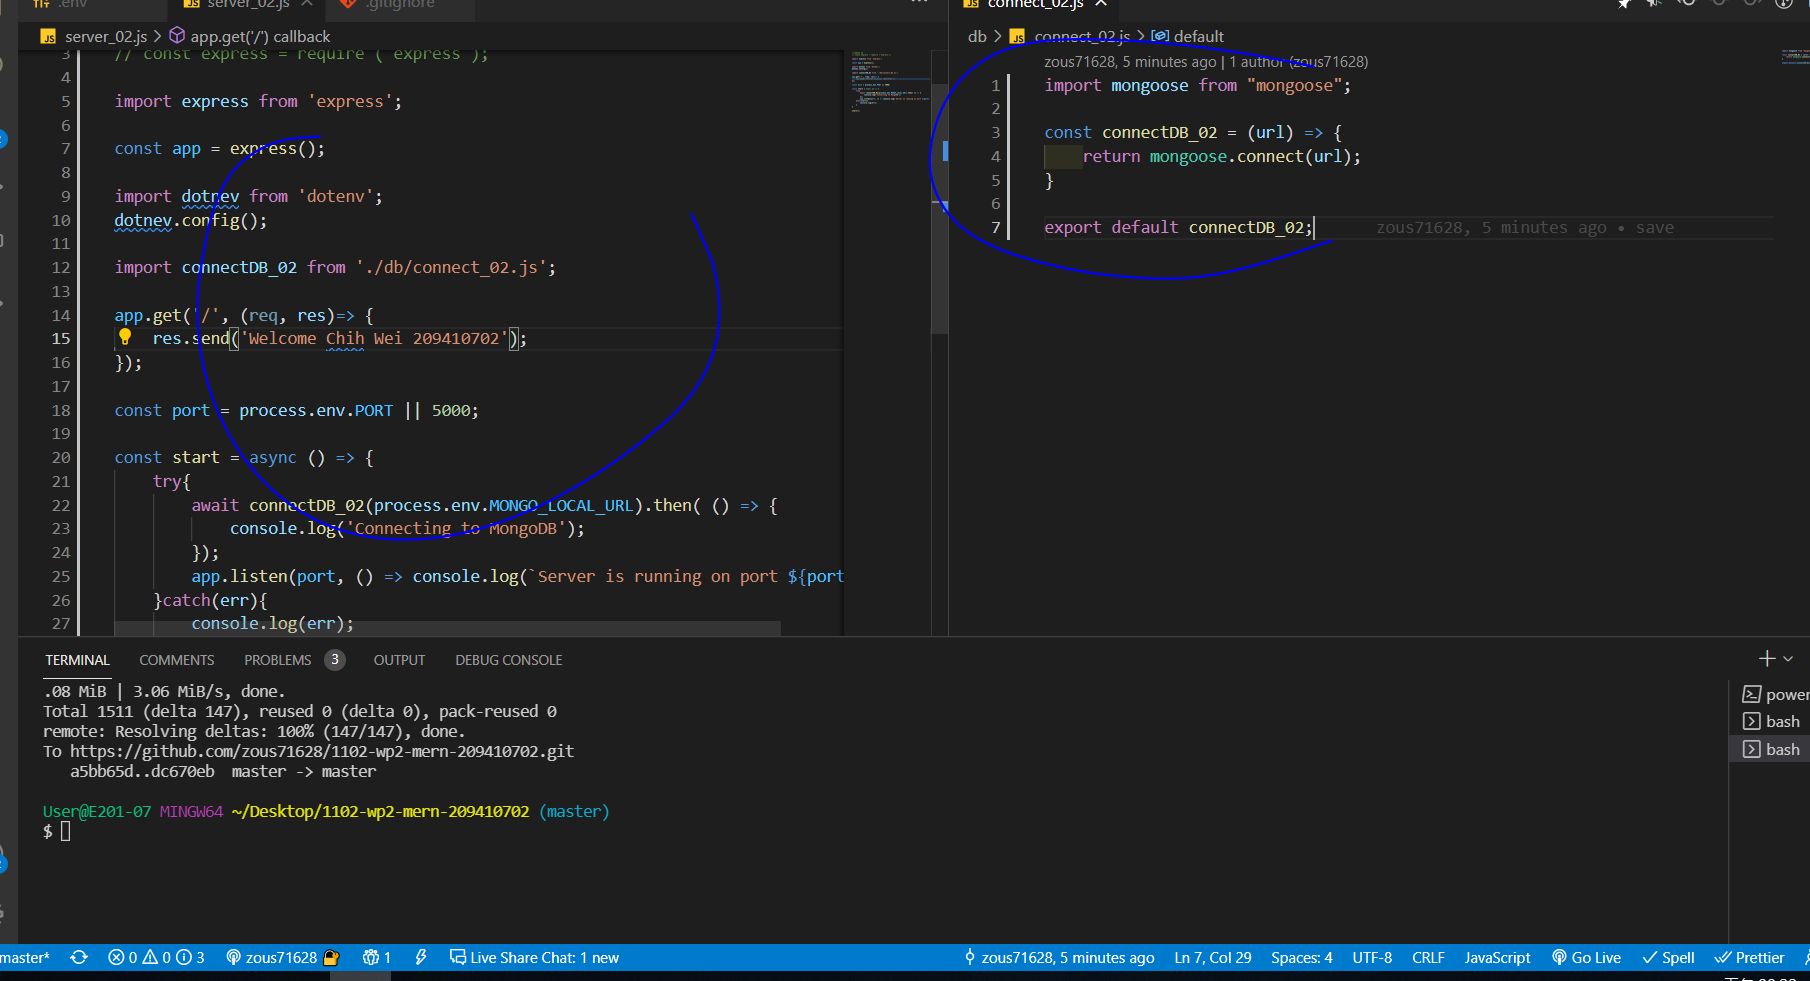 .env
server_02.js
.gitignore
server_02.js > app.get('/') callback
3 // const express = require ( express );
4
5 import express from 'express';
6
7 const app = express();
8
9 import dotnev from 'dotenv';
10 dotnev.config();
11
12 import connectDB_02 from './db/connect_02.js';
13
14 app.get('/', (req, res)=> {
15 res.send('Welcome Chih Wei 209410702');
16 });
17
18 const port = process.env.PORT || 5000;
19
20 const start = async () => {
21 try{
22 await connectDB_02(process.env.MONGO_LOCAL_URL).then( () => {
23 console.log('Connecting to MongoDB');
24 });
25 app.listen(port, () => console.log(`Server is running on port ${port
26 }catch(err){
27 console.log(err);
connect_02.js
db > connect_02.js > default
zous71628, 5 minutes ago | 1 author (zous71628)
1 import mongoose from "mongoose";
2
3 const connectDB_02 = (url) => {
4 return mongoose.connect(url);
5 }
6
7 export default connectDB_02; zous71628, 5 minutes ago • save
TERMINAL COMMENTS PROBLEMS 3 OUTPUT DEBUG CONSOLE
.08 MiB | 3.06 MiB/s, done.
Total 1511 (delta 147), reused 0 (delta 0), pack-reused 0
remote: Resolving deltas: 100% (147/147), done.
To https://github.com/zous71628/1102-wp2-mern-209410702.git
a5bb65d..dc670eb master -> master
User@E201-07 MINGW64 ~/Desktop/1102-wp2-mern-209410702 (master)
$
power
bash
bash
master* 0 0 3 zous71628 1 Live Share Chat: 1 new zous71628, 5 minutes ago Ln 7, Col 29 Spaces: 4 UTF-8 CRLF JavaScript Go Live Spell Prettier